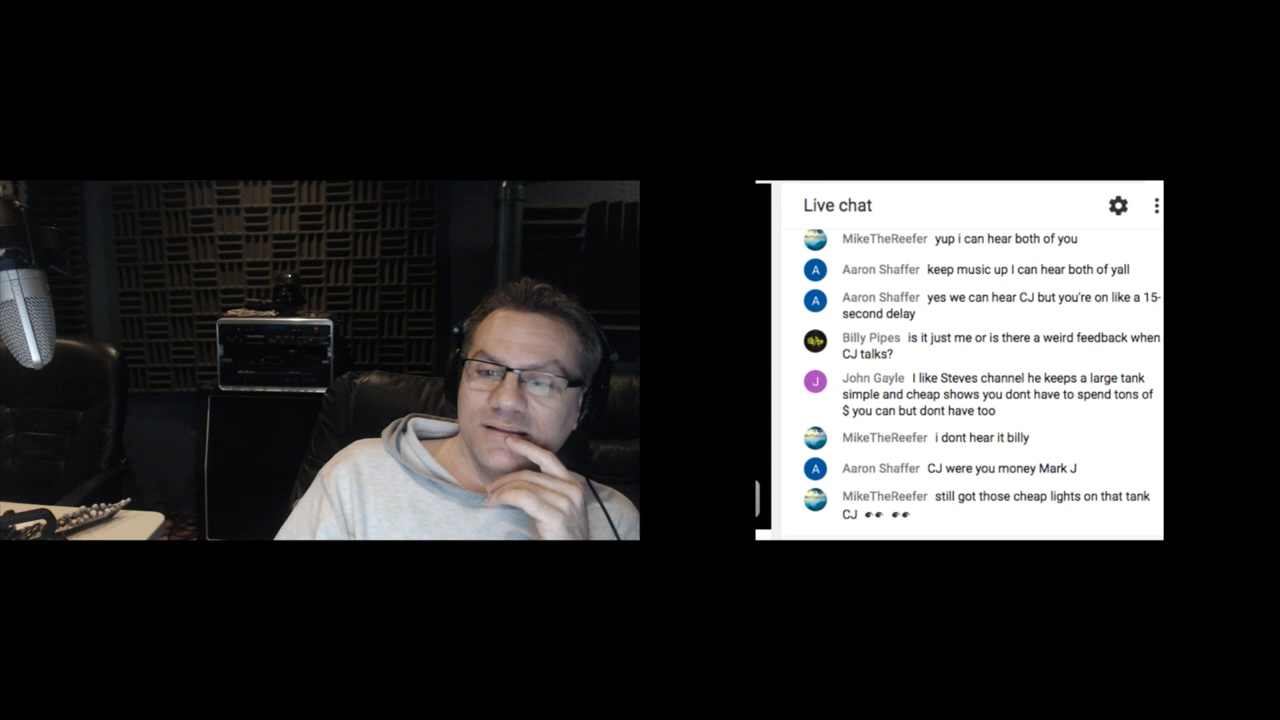 Live chat
MikeTheReefer yup i can hear both of you
A Aaron Shaffer keep music up I can hear both of yall
A Aaron Shaffer yes we can hear CJ but you're on like a 15-
second delay
Billy Pipes is it just me or is there a weird feedback when
CJ talks?
J John Gayle I like Steves channel he keeps a large tank
simple and cheap shows you dont have to spend tons of
$ you can but dont have too
MikeTheReefer i dont hear it billy
A Aaron Shaffer CJ were you money Mark J
MikeTheReefer still got those cheap lights on that tank
CJ 👀 👀